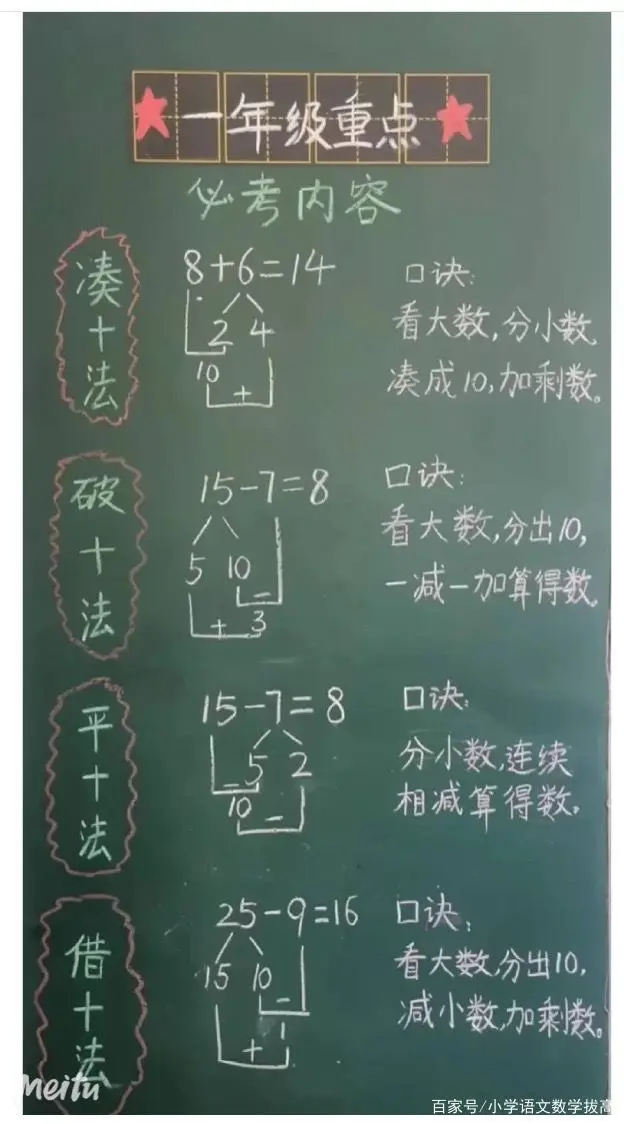 一年级重点
必考内容
凑十法
8+6=14
2 4
10
+
口诀:
看大数,分小数,
凑成10,加剩数。
破十法
15-7=8
5 10
-
+ 3
口诀:
看大数,分出10,
一减一加算得数。
平十法
15-7=8
- 5 2
10 -
口诀:
分小数,连续
相减算得数。
借十法
25-9=16
15 10
-
1
+
口诀:
看大数,分出10,
减小数,加剩数。
Meitu
百家号/小学语文数学拔高